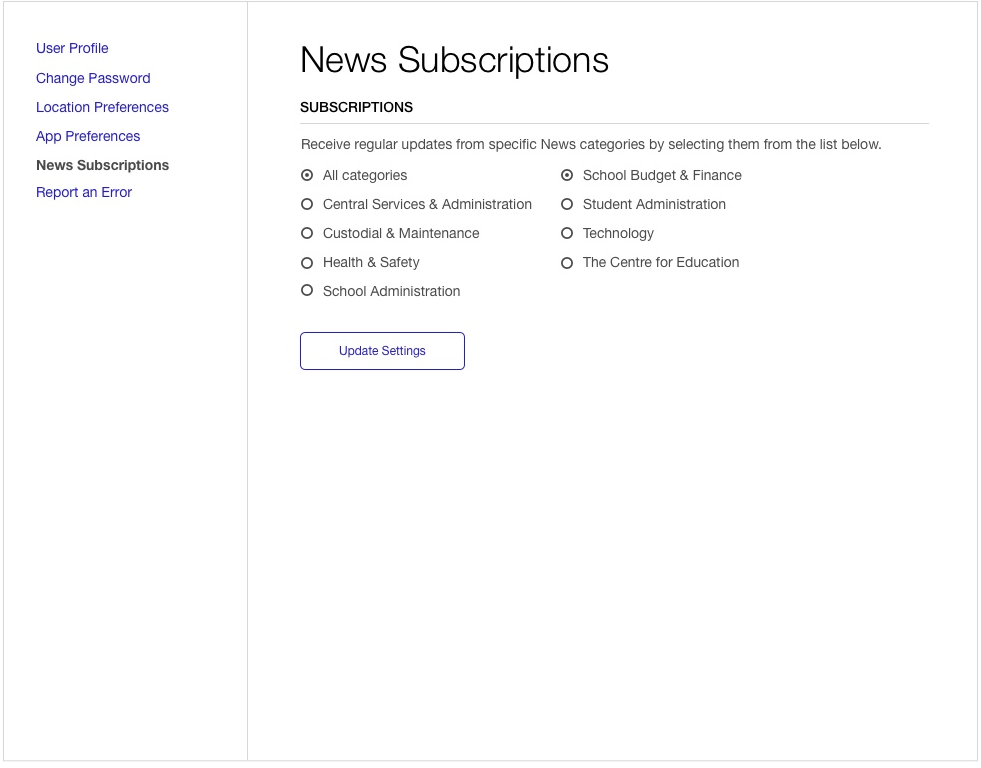 User Profile
Change Password
Location Preferences
App Preferences
News Subscriptions
Report an Error
News Subscriptions
SUBSCRIPTIONS
Receive regular updates from specific News categories by selecting them from the list below.
All categories
Central Services & Administration
Custodial & Maintenance
Health & Safety
School Administration
School Budget & Finance
Student Administration
Technology
The Centre for Education
Update Settings